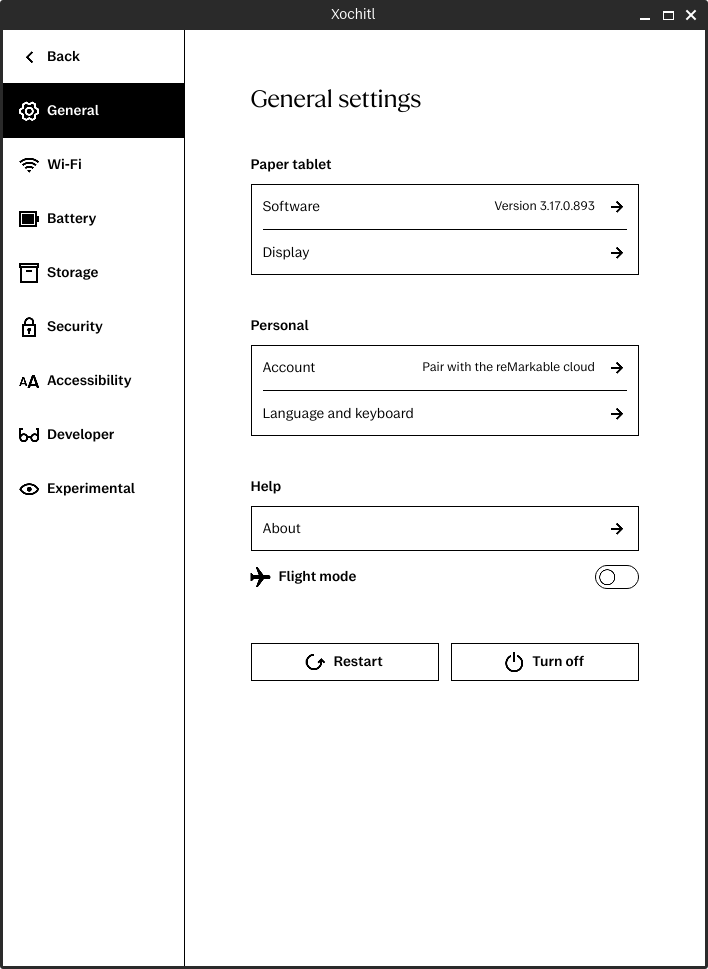 Xochitl
Back
General
Wi-Fi
Battery
Storage
Security
AA Accessibility
Developer
Experimental
General settings
Paper tablet
Software Version 3.17.0.893
Display
Personal
Account Pair with the reMarkable cloud
Language and keyboard
Help
About
Flight mode
Restart Turn off